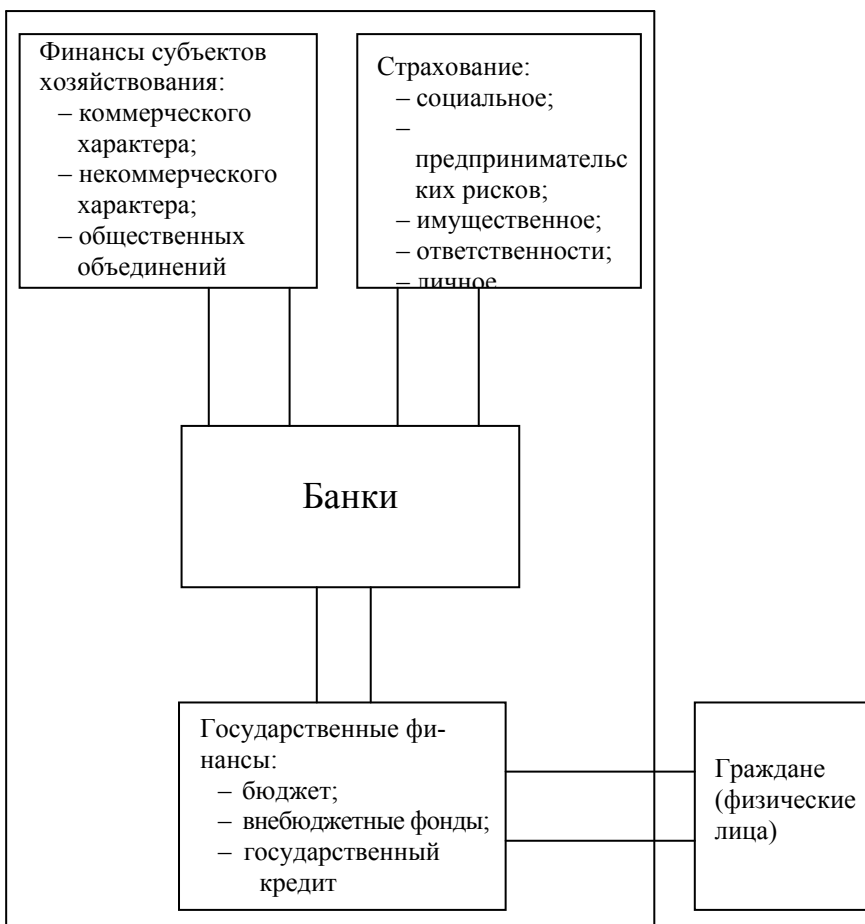 Финансы субъектов
хозяйствования:
– коммерческого
характера;
– некоммерческого
характера;
– общественных
объединений
Страхование:
– социальное;
–
предпринимательс
ких рисков;
– имущественное;
– ответственности;
– личное
Банки
Государственные фи-
нансы:
– бюджет;
– внебюджетные фонды;
– государственный
кредит
Граждане
(физические
лица)